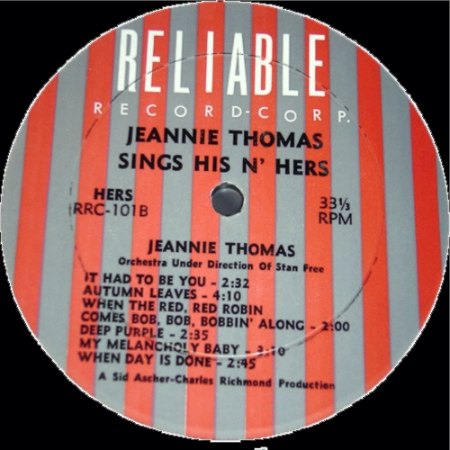 RELIABLE
RECORD-CORP.
JEANNIE THOMAS
SINGS HIS N' HERS
HERS
RRC-101B
33⅓
RPM
JEANNIE THOMAS
Orchestra Under Direction Of Stan Free
IT HAD TO BE YOU - 2:32
AUTUMN LEAVES - 4:10
WHEN THE RED, RED ROBIN
COMES BOB, BOB, BOBBIN' ALONG - 2:00
DEEP PURPLE - 2:35
MY MELANCHOLY BABY - 3:10
WHEN DAY IS DONE - 2:45
A Sid Ascher-Charles Richmond Production